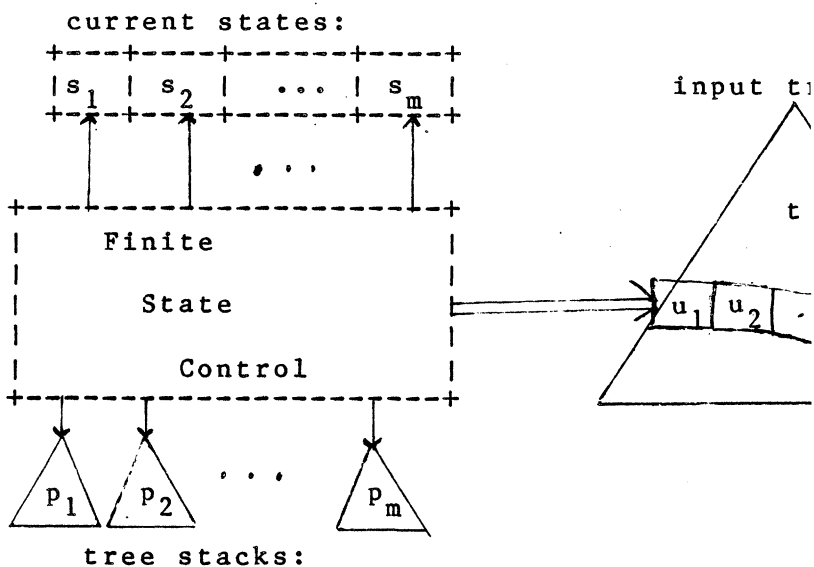 current states:
s1 s2 ... sm
input
t
...
Finite
State
Control
u1 u2 .
p1 p2 ... pm
tree stacks: